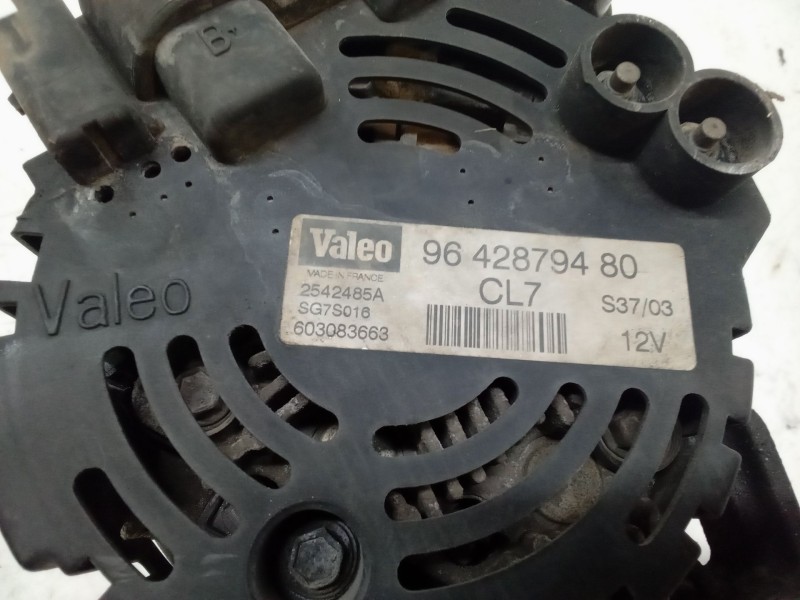 B+
Valeo
Valeo
96 428794 80
MADE IN FRANCE
2542485A
CL7
S37/03
SG7S016
603083663
12V